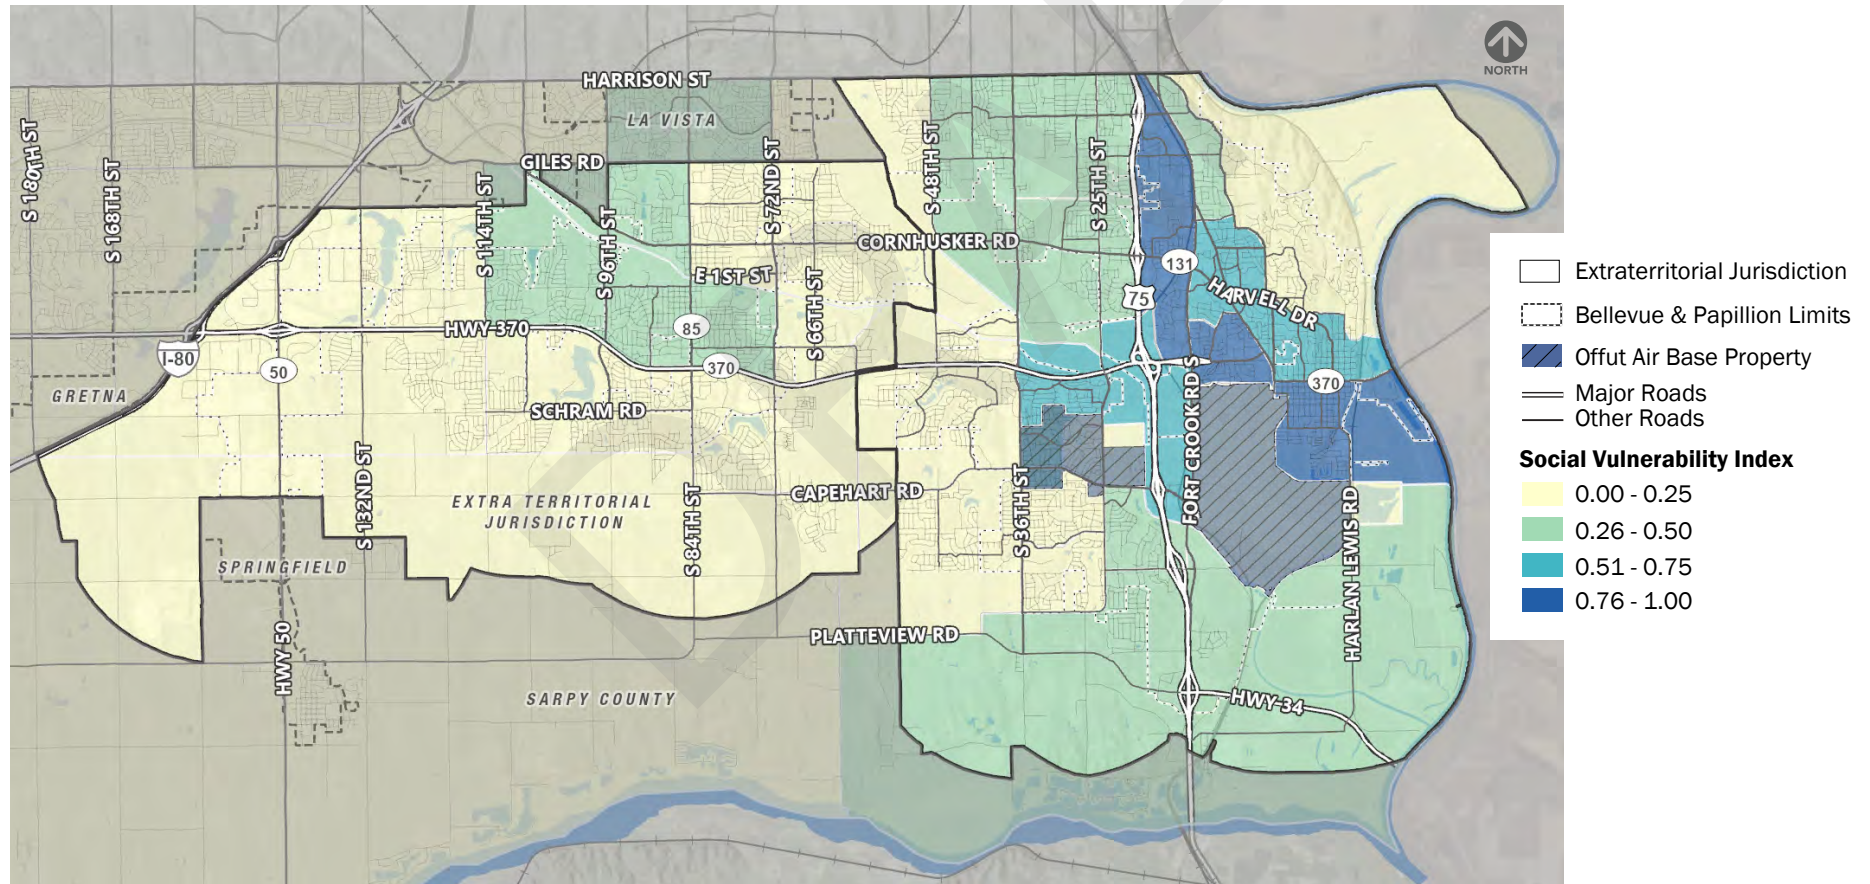 NORTH
HARRISON ST
LA VISTA
GILES RD
S 180TH ST
S 168TH ST
S 114TH ST
S 96TH ST
S 72ND ST
S 48TH ST
S 25TH ST
CORNHUSKER RD
E 1ST ST
S 66TH ST
131
75
HARVELL DR
HWY 370
85
370
I-80
50
GRETNA
SCHRAM RD
FORT CROOK RD S
370
S 132ND ST
EXTRA TERRITORIAL
JURISDICTION
S 84TH ST
CAPEHART RD
S 36TH ST
HARLAN LEWIS RD
SPRINGFIELD
HWY 50
PLATTEVIEW RD
SARPY COUNTY
HWY-34
DRAFT
Extraterritorial Jurisdiction
Bellevue & Papillion Limits
Offut Air Base Property
Major Roads
Other Roads
Social Vulnerability Index
0.00 - 0.25
0.26 - 0.50
0.51 - 0.75
0.76 - 1.00